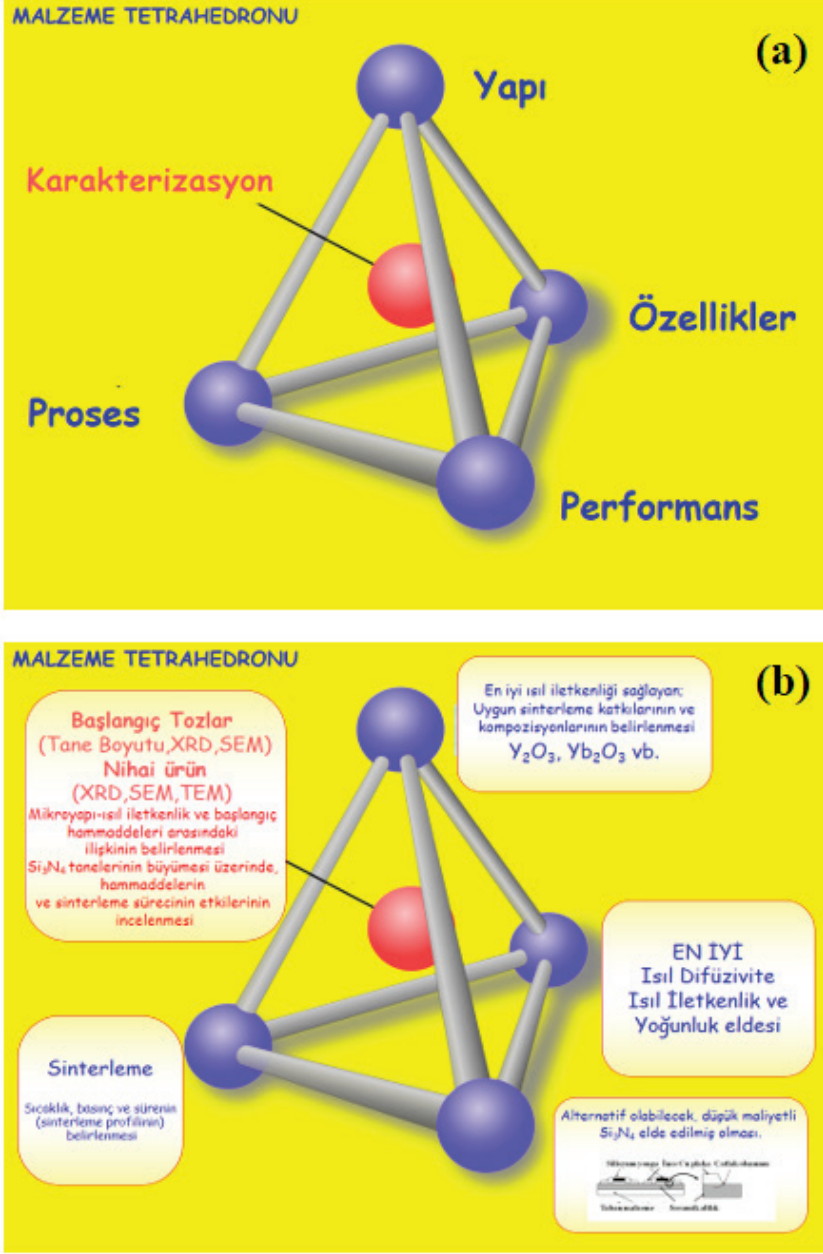 MALZEME TETRAHEDRONU
(a)
Yapı
Karakterizasyon
Özellikler
Proses
Performans
MALZEME TETRAHEDRONU
(b)
En iyi ısıl iletkenliği sağlayan;
Uygun sinterleme katkılarının ve
kompozisyonlarının belirlenmesi
Y₂O₃, Yb₂O₃ vb.
Başlangıç Tozlar
(Tane Boyutu,XRD,SEM)
Nihai ürün
(XRD,SEM,TEM)
Mikroyapı-ısıl iletkenlik ve başlangıç
hammaddeleri arasındaki
ilişkinin belirlenmesi
Si₃N₄ tanelerinin büyümesi üzerinde,
hammaddelerin
ve sinterleme sürecinin etkilerinin
incelenmesi
EN İYİ
Isıl Difüzivite
Isıl İletkenlik ve
Yoğunluk eldesi
Sinterleme
Sıcaklık, basınç ve sürenin
(sinterleme profilinin)
belirlenmesi
Alternatif olabilecek, düşük maliyetli
Si₃N₄ elde edilmiş olması.